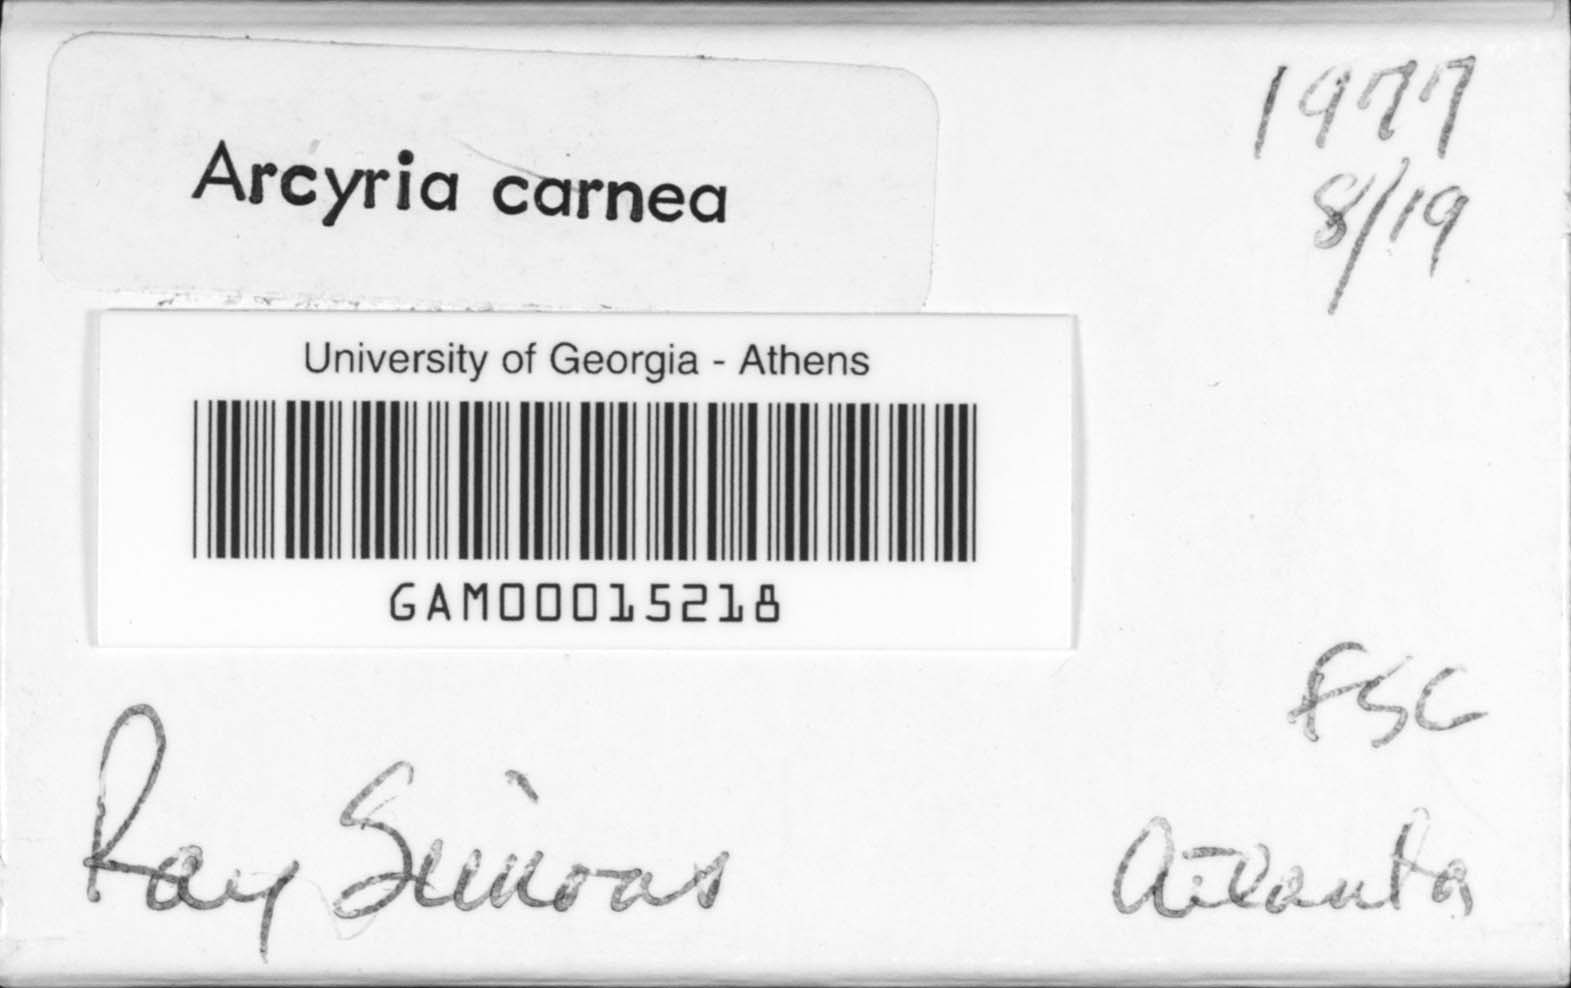 Arcyria carnea
1977
8/19
University of Georgia - Athens
GAM00015218
FSC
Ray Simons
Atlanta